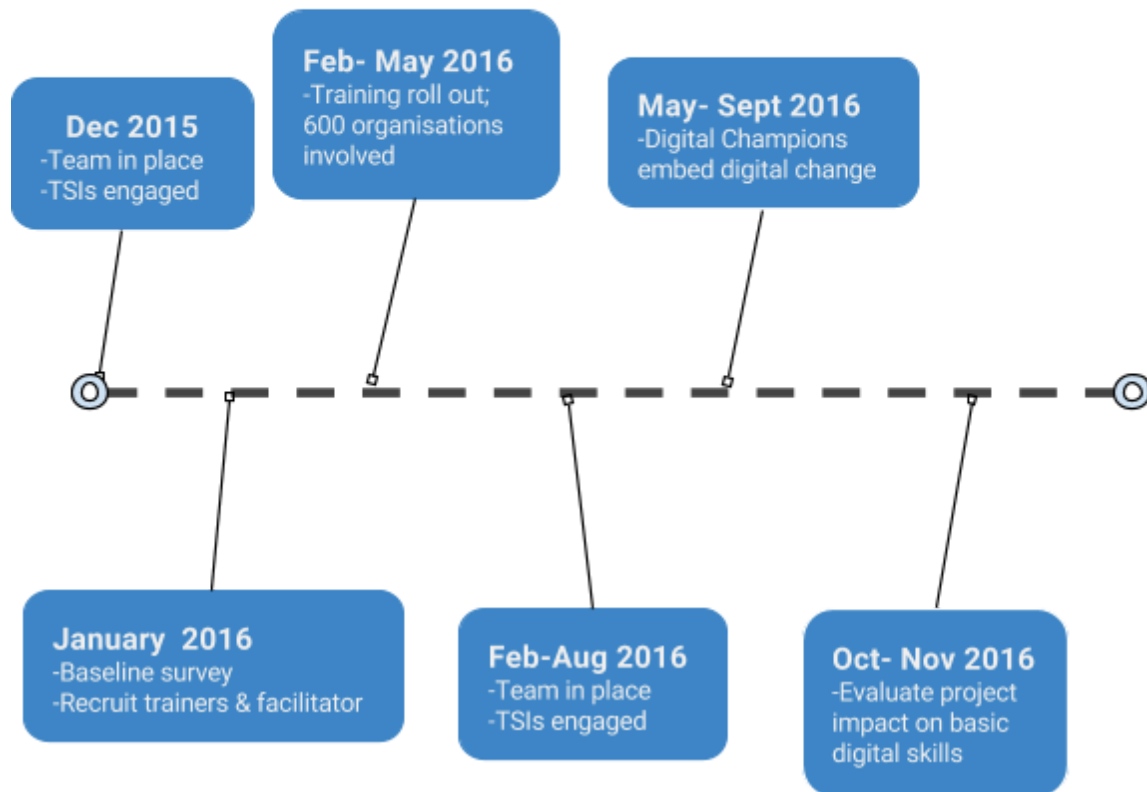 Dec 2015
-Team in place
-TSIs engaged
Feb- May 2016
-Training roll out;
600 organisations
involved
May- Sept 2016
-Digital Champions
embed digital change
January  2016
-Baseline survey
-Recruit trainers & facilitator
Feb-Aug 2016
-Team in place
-TSIs engaged
Oct- Nov 2016
-Evaluate project
impact on basic
digital skills